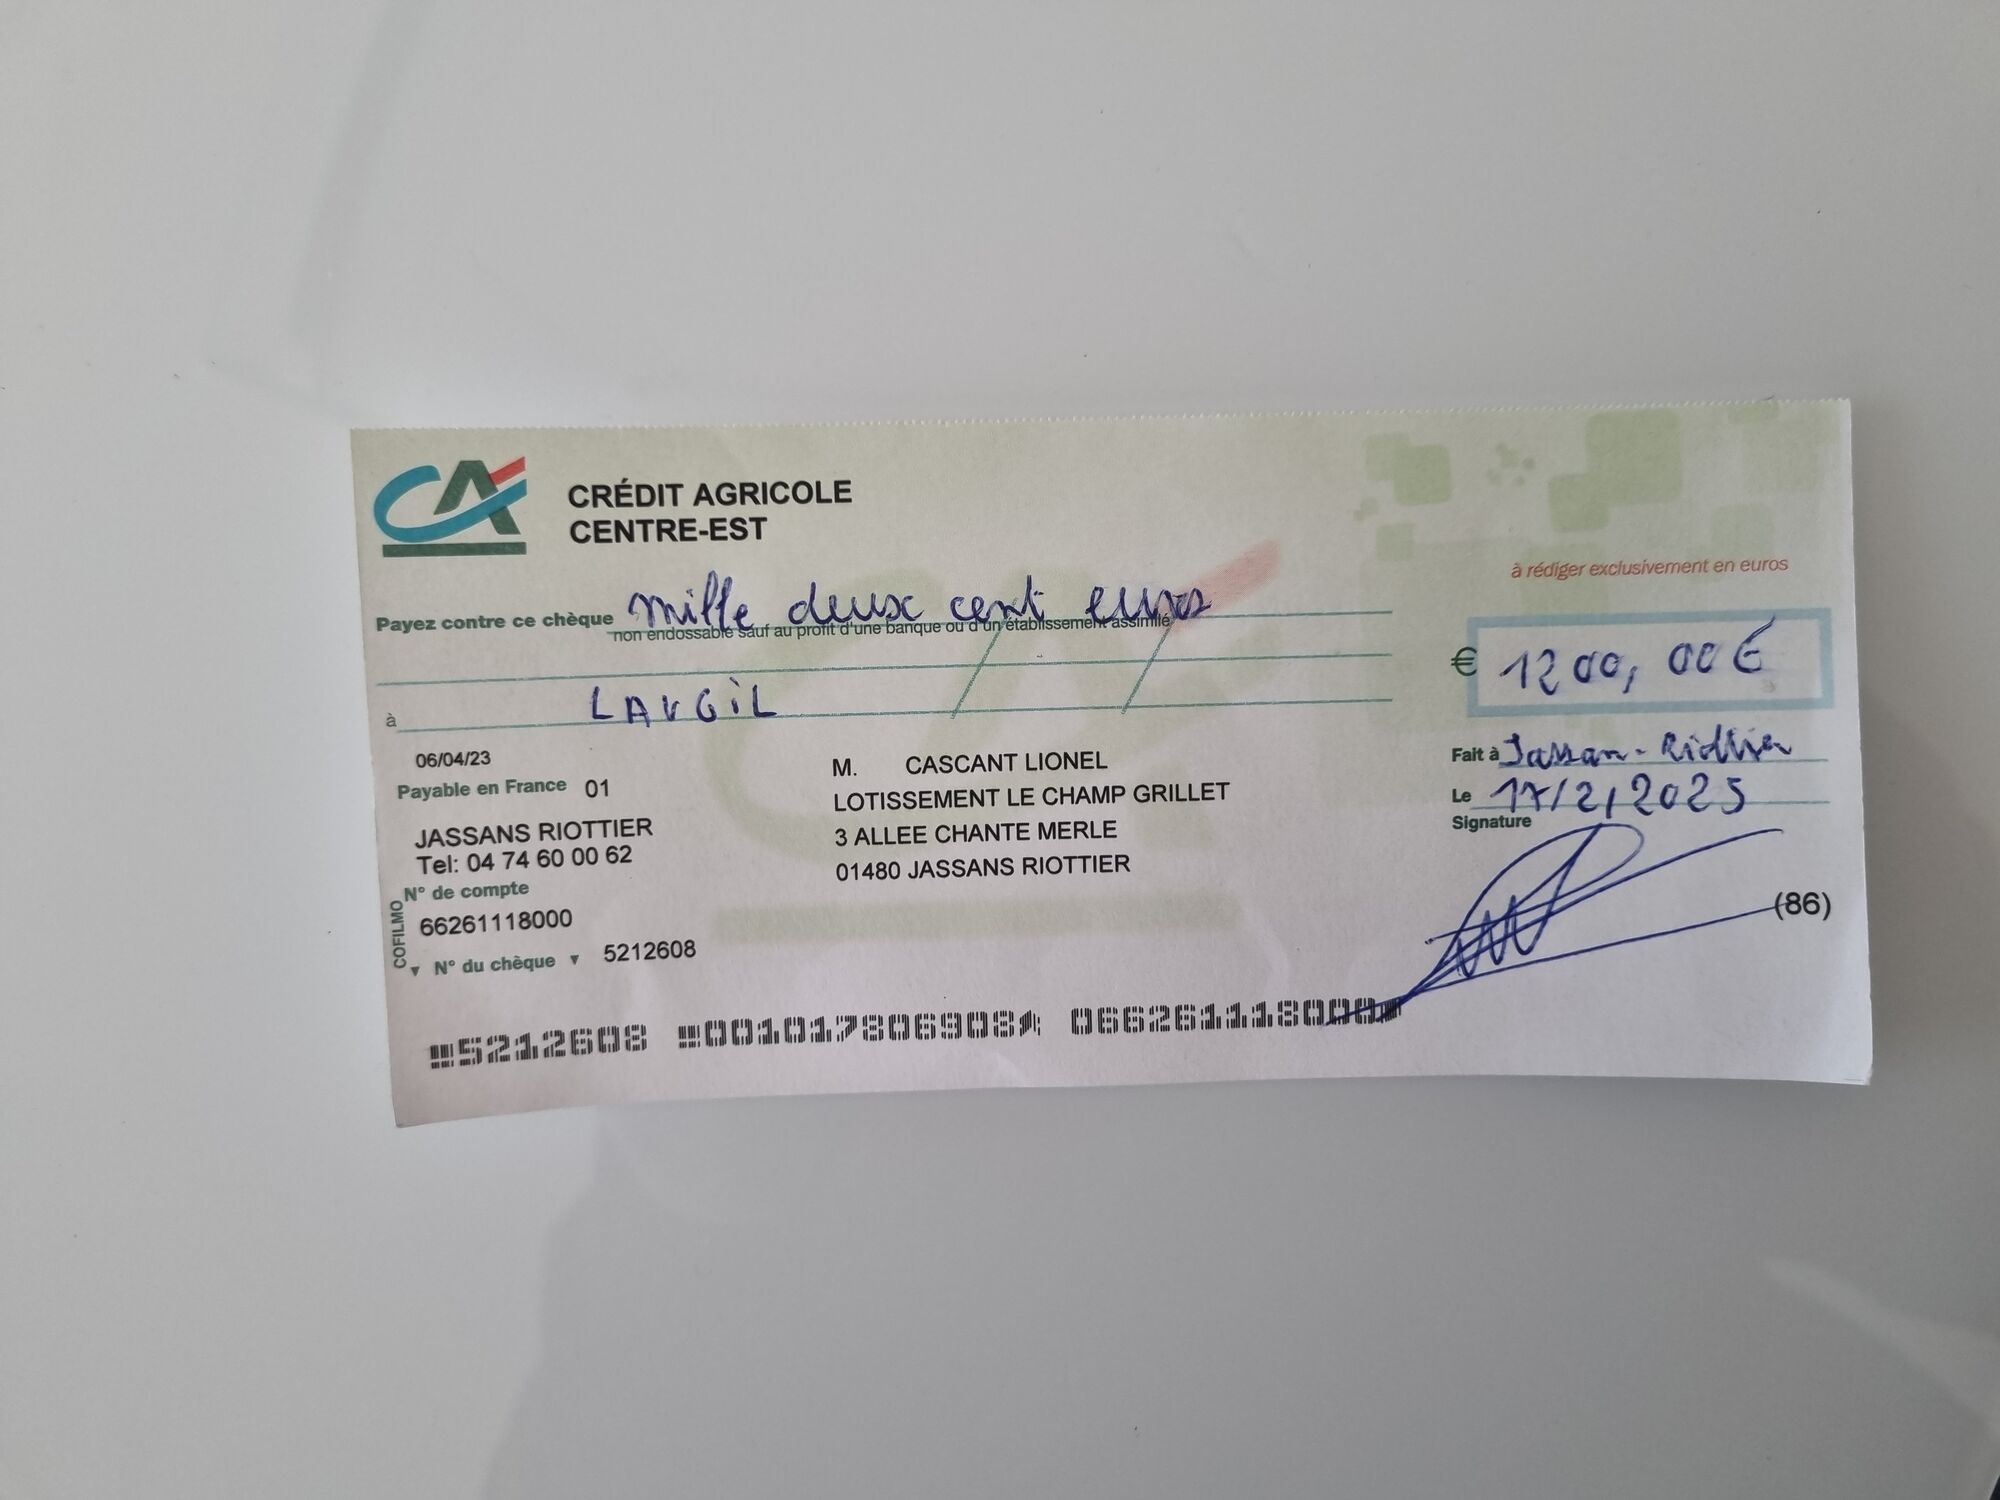 CA
CRÉDIT AGRICOLE
CENTRE-EST
à rédiger exclusivement en euros
Payez contre ce chèque mille deux cent euros
non endossable sauf au profit d'une banque ou d'un établissement assimilé
€ 1200,00€
à LAVGIL
06/04/23
Payable en France 01
JASSANS RIOTTIER
Tel: 04 74 60 00 62
N° de compte
66261118000
COFILMO
N° du chèque 5212608
M. CASCANT LIONEL
LOTISSEMENT LE CHAMP GRILLET
3 ALLEE CHANTE MERLE
01480 JASSANS RIOTTIER
Fait à Jassan-Riottier
Le 17/2/2025
Signature
(86)
5212608 001017806908 066261118000